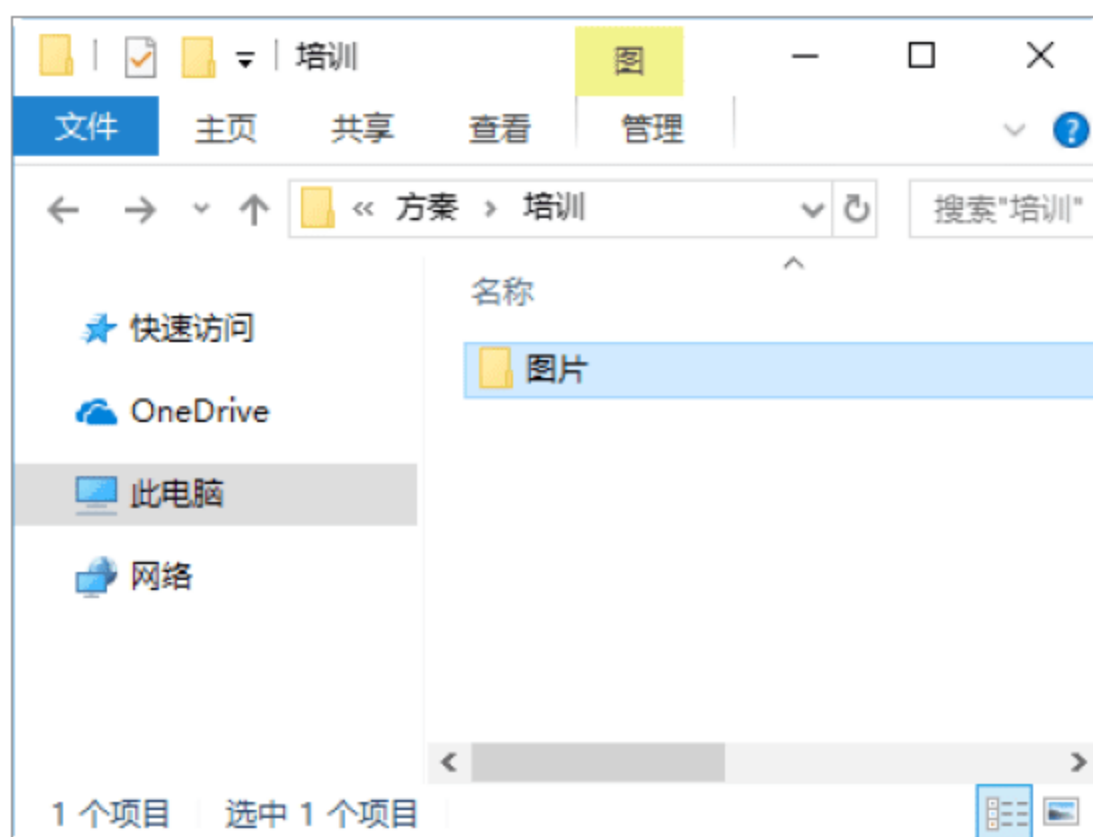 培训 图
文件 主页 共享 查看 管理
« 方秦 › 培训 搜索"培训"
名称
快速访问
图片
OneDrive
此电脑
网络
1 个项目 选中 1 个项目